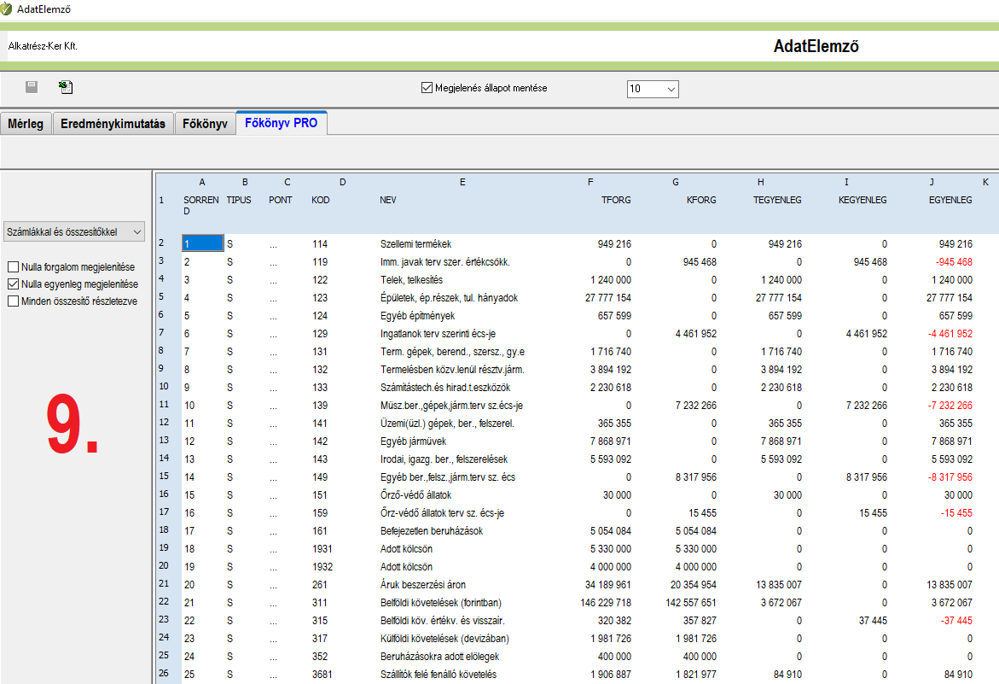 AdatElemző
Alkatrész-Ker Kft.
AdatElemző
Megjelenés állapot mentése
10
Mérleg Eredménykimutatás Főkönyv Főkönyv PRO
A B C D E F G H I J K
1 SORREND TIPUS PONT KOD NEV TFORG KFORG TEGYENLEG KEGYENLEG EGYENLEG
Számlákkal és összesítőkkel
Nulla forgalom megjelenítése
Nulla egyenleg megjelenítése
Minden összesítő részletezve
9.
2 1 S ... 114 Szellemi termékek 949 216 0 949 216 0 949 216
3 2 S ... 119 Imm. javak terv szer. értékcsökk. 0 945 468 0 945 468 -945 468
4 3 S ... 122 Telek, telkesítés 1 240 000 0 1 240 000 0 1 240 000
5 4 S ... 123 Épületek, ép.részek, tul. hányadok 27 777 154 0 27 777 154 0 27 777 154
6 5 S ... 124 Egyéb építmények 657 599 0 657 599 0 657 599
7 6 S ... 129 Ingatlanok terv szerinti écs-je 0 4 461 952 0 4 461 952 -4 461 952
8 7 S ... 131 Term. gépek, berend., szersz., gy.e 1 716 740 0 1 716 740 0 1 716 740
9 8 S ... 132 Termelésben közv.lenül résztv.járm. 3 894 192 0 3 894 192 0 3 894 192
10 9 S ... 133 Számítástech.és hirad.t.eszközök 2 230 618 0 2 230 618 0 2 230 618
11 10 S ... 139 Müsz.ber.,gépek,járm.terv sz.écs-je 0 7 232 266 0 7 232 266 -7 232 266
12 11 S ... 141 Üzemi(üzl.) gépek, ber., felszerel. 365 355 0 365 355 0 365 355
13 12 S ... 142 Egyéb járművek 7 868 971 0 7 868 971 0 7 868 971
14 13 S ... 143 Irodai, igazg. ber., felszerelések 5 593 092 0 5 593 092 0 5 593 092
15 14 S ... 149 Egyéb ber.,felsz.,járm.terv sz. écs 0 8 317 956 0 8 317 956 -8 317 956
16 15 S ... 151 Őrző-védő állatok 30 000 0 30 000 0 30 000
17 16 S ... 159 Őrz-védő állatok terv sz. écs-je 0 15 455 0 15 455 -15 455
18 17 S ... 161 Befejezetlen beruházások 5 054 084 5 054 084 0 0 0
19 18 S ... 1931 Adott kölcsön 5 330 000 5 330 000 0 0 0
20 19 S ... 1932 Adott kölcsön 4 000 000 4 000 000 0 0 0
21 20 S ... 261 Áruk beszerzési áron 34 189 961 20 354 954 13 835 007 0 13 835 007
22 21 S ... 311 Belföldi követelések (forintban) 146 229 718 142 557 651 3 672 067 0 3 672 067
23 22 S ... 315 Belföldi köv. értékv. és visszaír. 320 382 357 827 0 37 445 -37 445
24 23 S ... 317 Külföldi követelések (devizában) 1 981 726 1 981 726 0 0 0
25 24 S ... 352 Beruházásokra adott előlegek 400 000 400 000 0 0 0
26 25 S ... 3681 Szállítók felé fenálló követelés 1 906 887 1 821 977 84 910 0 84 910